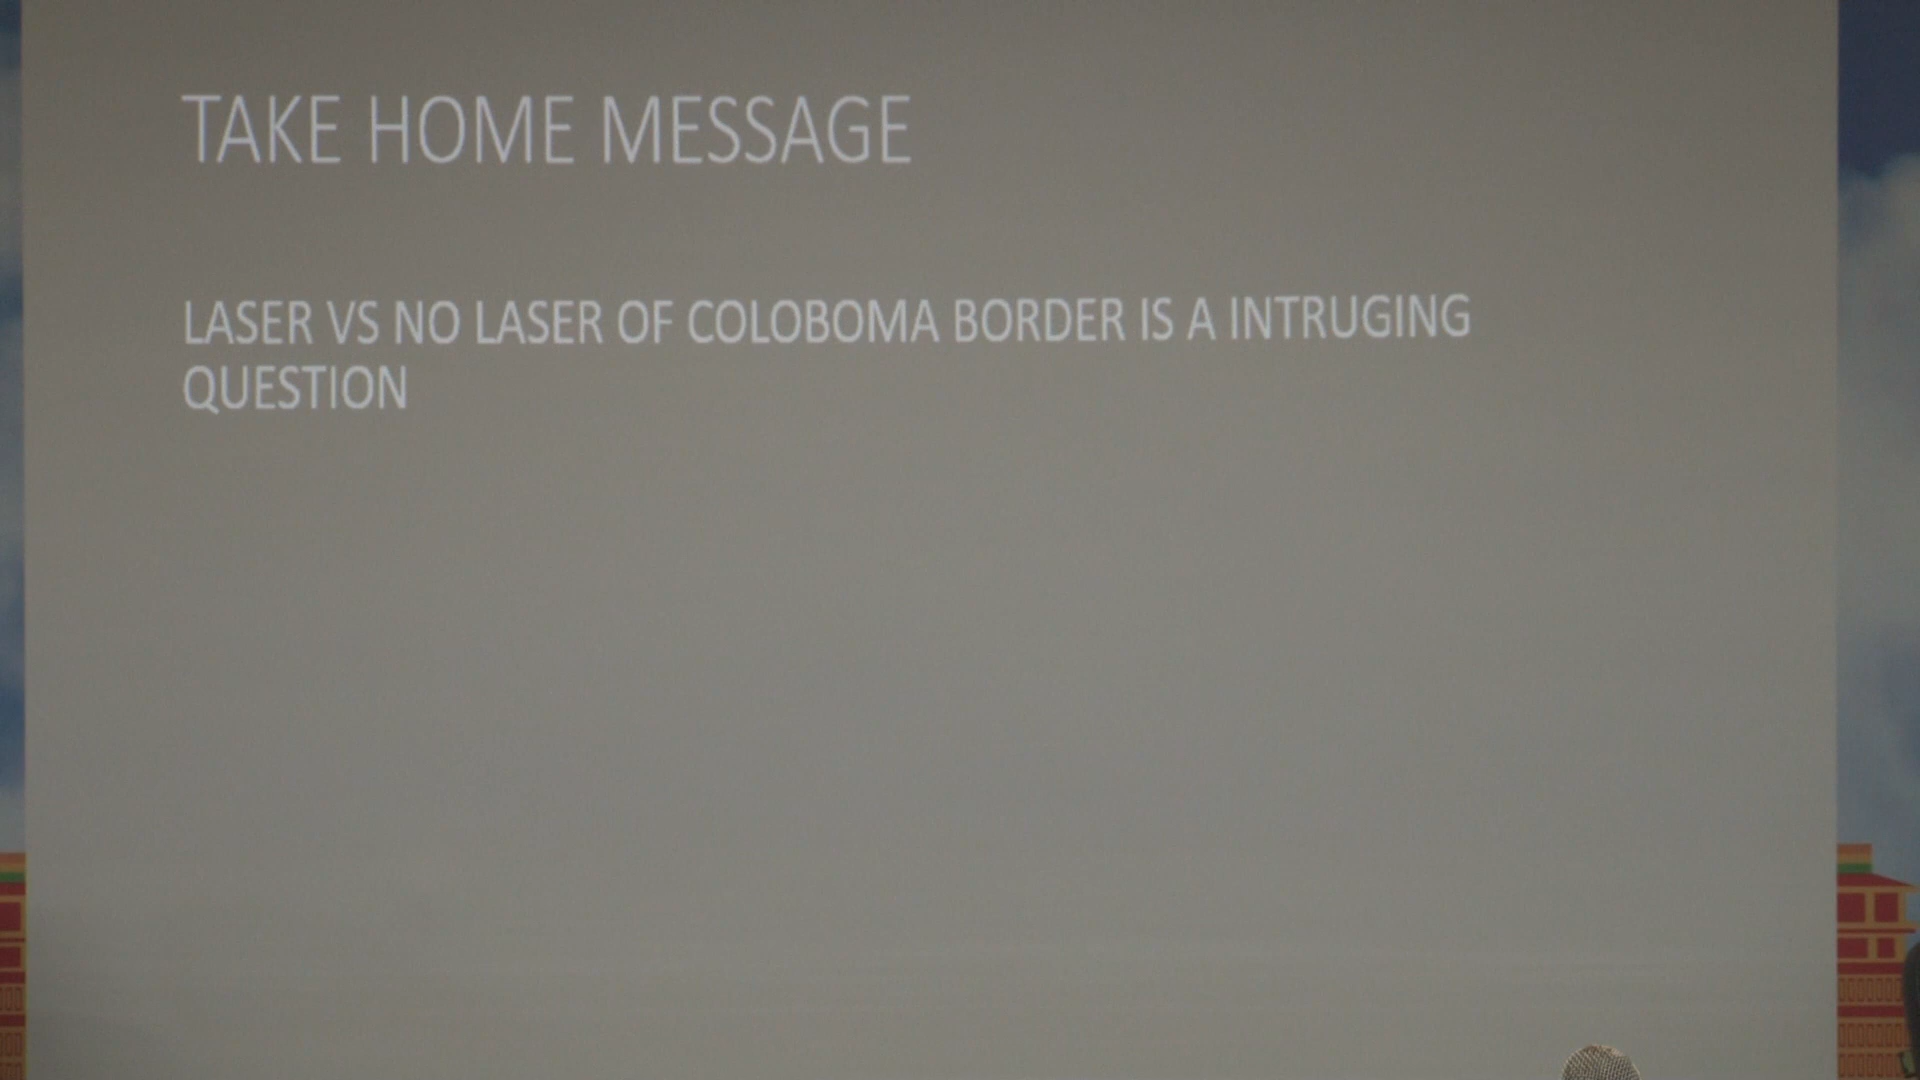 TAKE HOME MESSAGE
LASER VS NO LASER OF COLOBOMA BORDER IS A INTRUGING
QUESTION